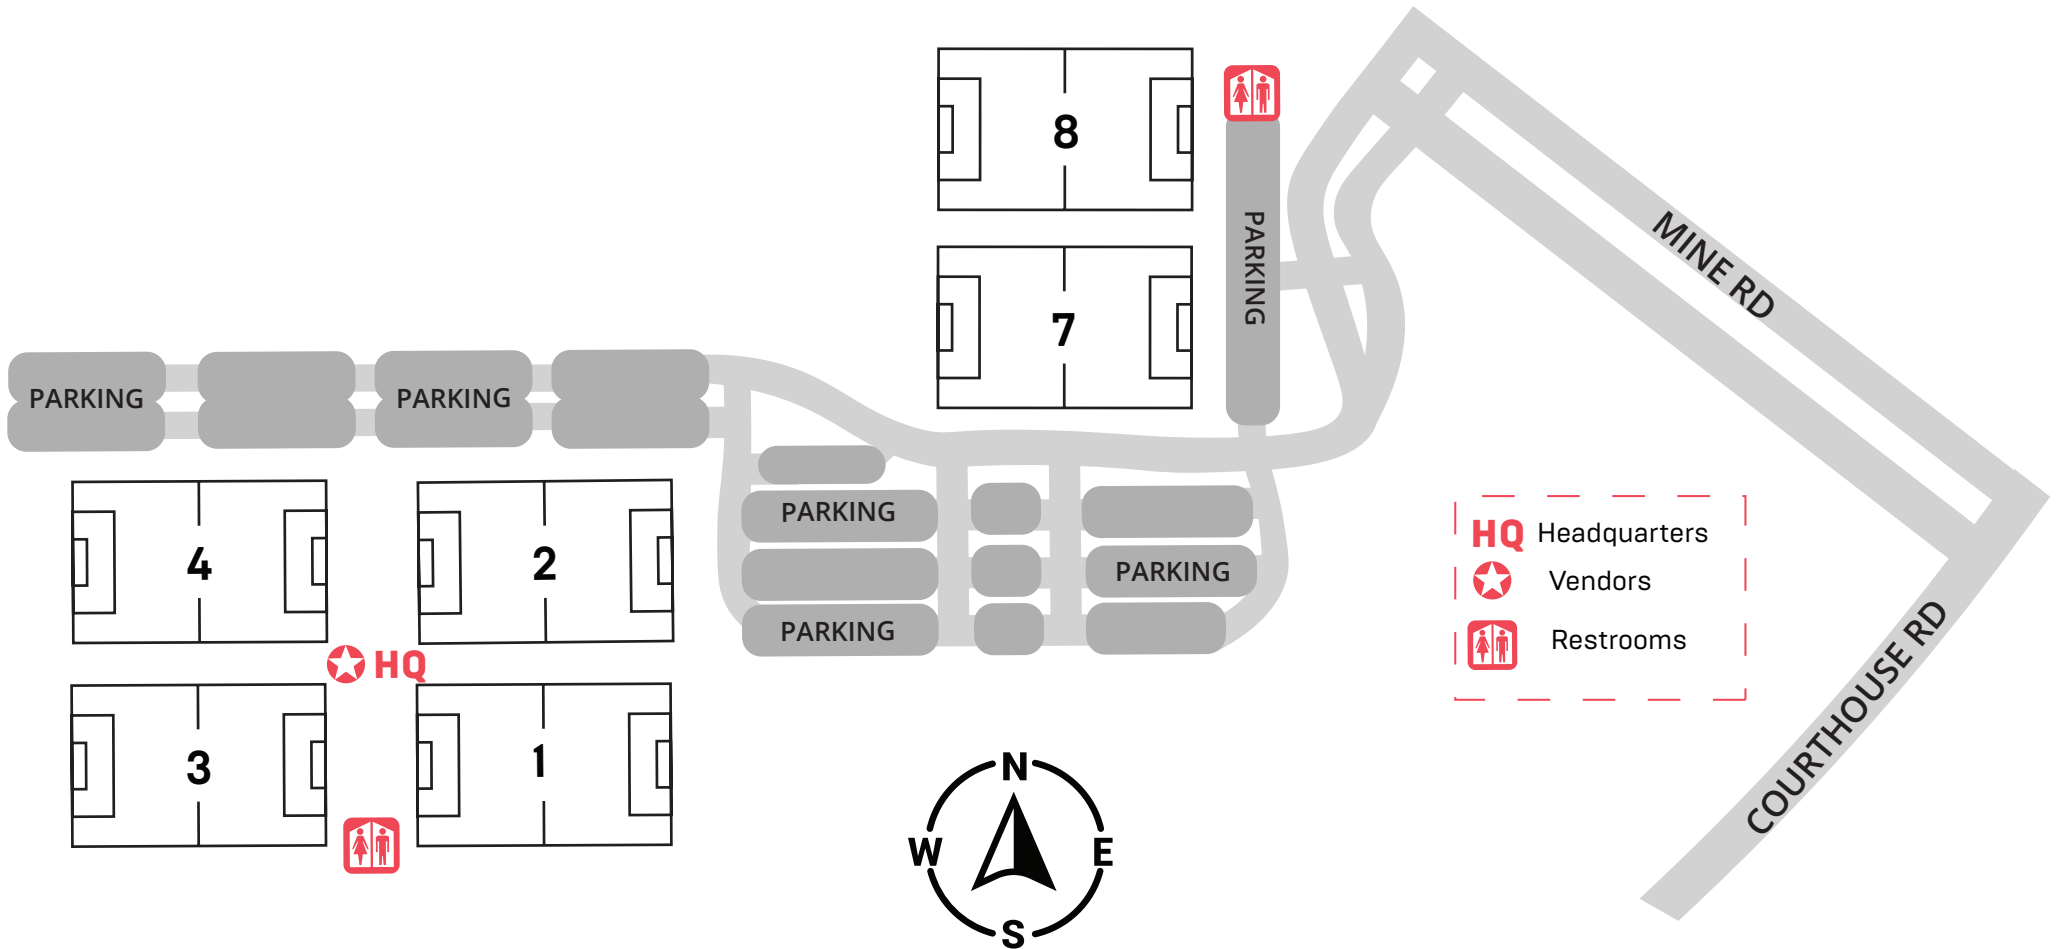 8
PARKING
7
MINE RD
PARKING
PARKING
4
2
PARKING
PARKING
PARKING
HQ
3
1
HQ Headquarters
Vendors
Restrooms
COURTHOUSE RD
N
W
E
S